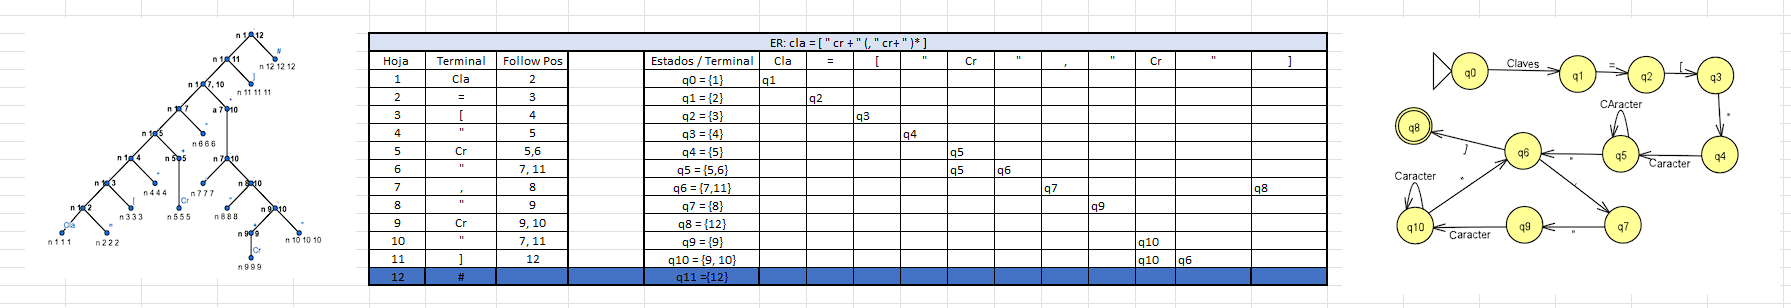 n 1 12
#
n 1 11
n 12 12 12
]
n 1 7, 10
n 11 11 11
n 1 7
a 7 10
n 1 5
"
n 6 6 6
n 1 4
+
n 5 5
n 7 10
n 1 3
"
n 4 4 4
,
n 7 7 7
n 8 10
n 1 2
[
n 3 3 3
Cr
n 5 5 5
"
n 8 8 8
n 9 10
Cla
n 1 1 1
=
n 2 2 2
n 9 9
"
n 10 10 10
Cr
n 9 9 9
ER: cla = [ " cr + " (, " cr+ " )* ]
Hoja Terminal Follow Pos Estados / Terminal Cla = [ " Cr " , " Cr " ]
1 Cla 2 q0 = {1} q1
2 = 3 q1 = {2} q2
3 [ 4 q2 = {3} q3
4 " 5 q3 = {4} q4
5 Cr 5,6 q4 = {5} q5
6 " 7, 11 q5 = {5,6} q5 q6
7 , 8 q6 = {7,11} q7 q8
8 " 9 q7 = {8} q9
9 Cr 9, 10 q8 = {12}
10 " 7, 11 q9 = {9} q10
11 ] 12 q10 = {9, 10} q10 q6
12 # q11 ={12}
q0 Claves q1 = q2 [ q3
"
CAracter
q8 ] q6 " q5 Caracter q4
Caracter " ,
q10 Caracter q9 " q7